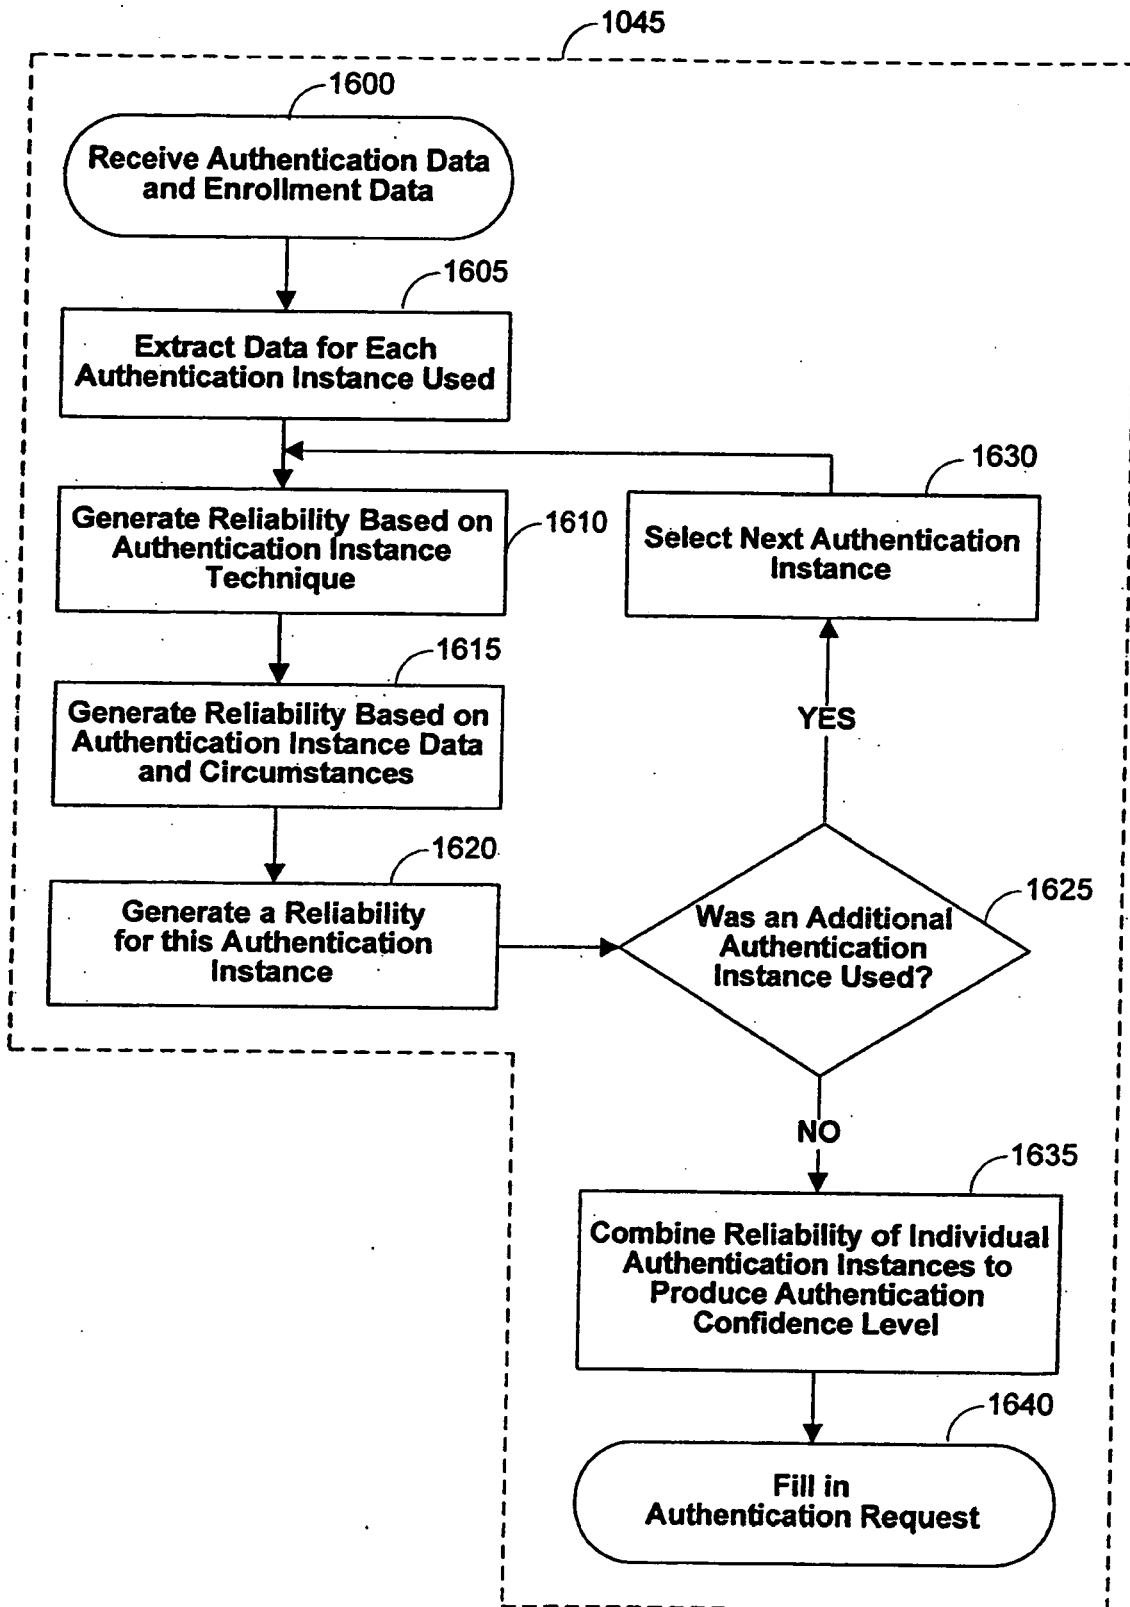 1045
1600
Receive Authentication Data
and Enrollment Data
1605
Extract Data for Each
Authentication Instance Used
1630
Generate Reliability Based on
Authentication Instance
Technique
1610
Select Next Authentication
Instance
1615
Generate Reliability Based on
Authentication Instance Data
and Circumstances
YES
1620
Generate a Reliability
for this Authentication
Instance
1625
Was an Additional
Authentication
Instance Used?
NO
1635
Combine Reliability of Individual
Authentication Instances to
Produce Authentication
Confidence Level
1640
Fill in
Authentication Request